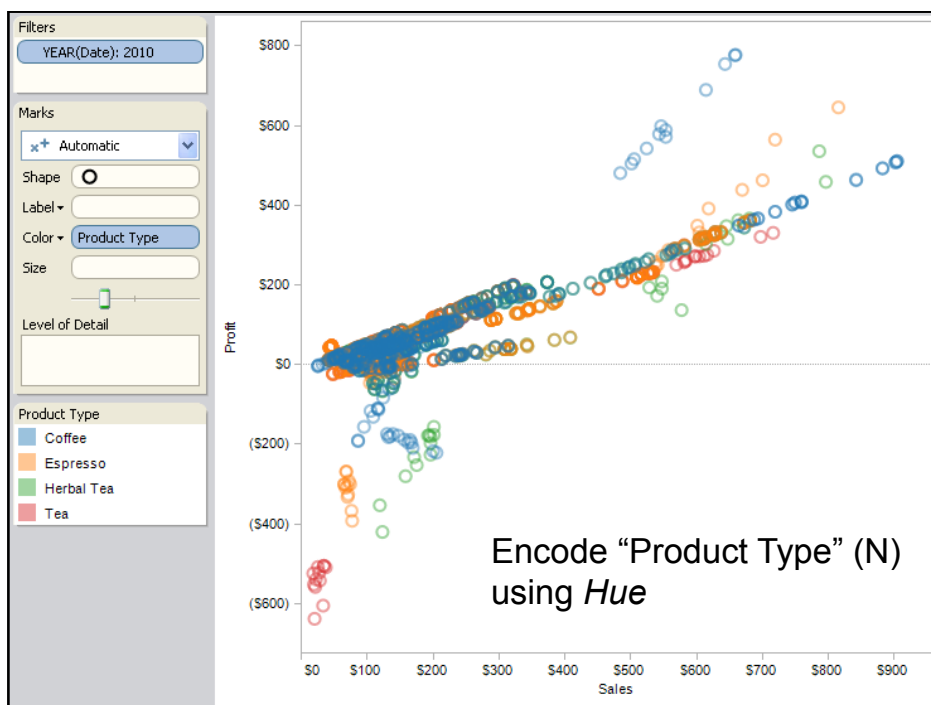 Filters
YEAR(Date): 2010
Marks
Automatic
Shape
Label
Color Product Type
Size
Level of Detail
Product Type
Coffee
Espresso
Herbal Tea
Tea
Profit
$800
$600
$400
$200
$0
($200)
($400)
($600)
Encode “Product Type” (N)
using Hue
$0 $100 $200 $300 $400 $500 $600 $700 $800 $900
Sales